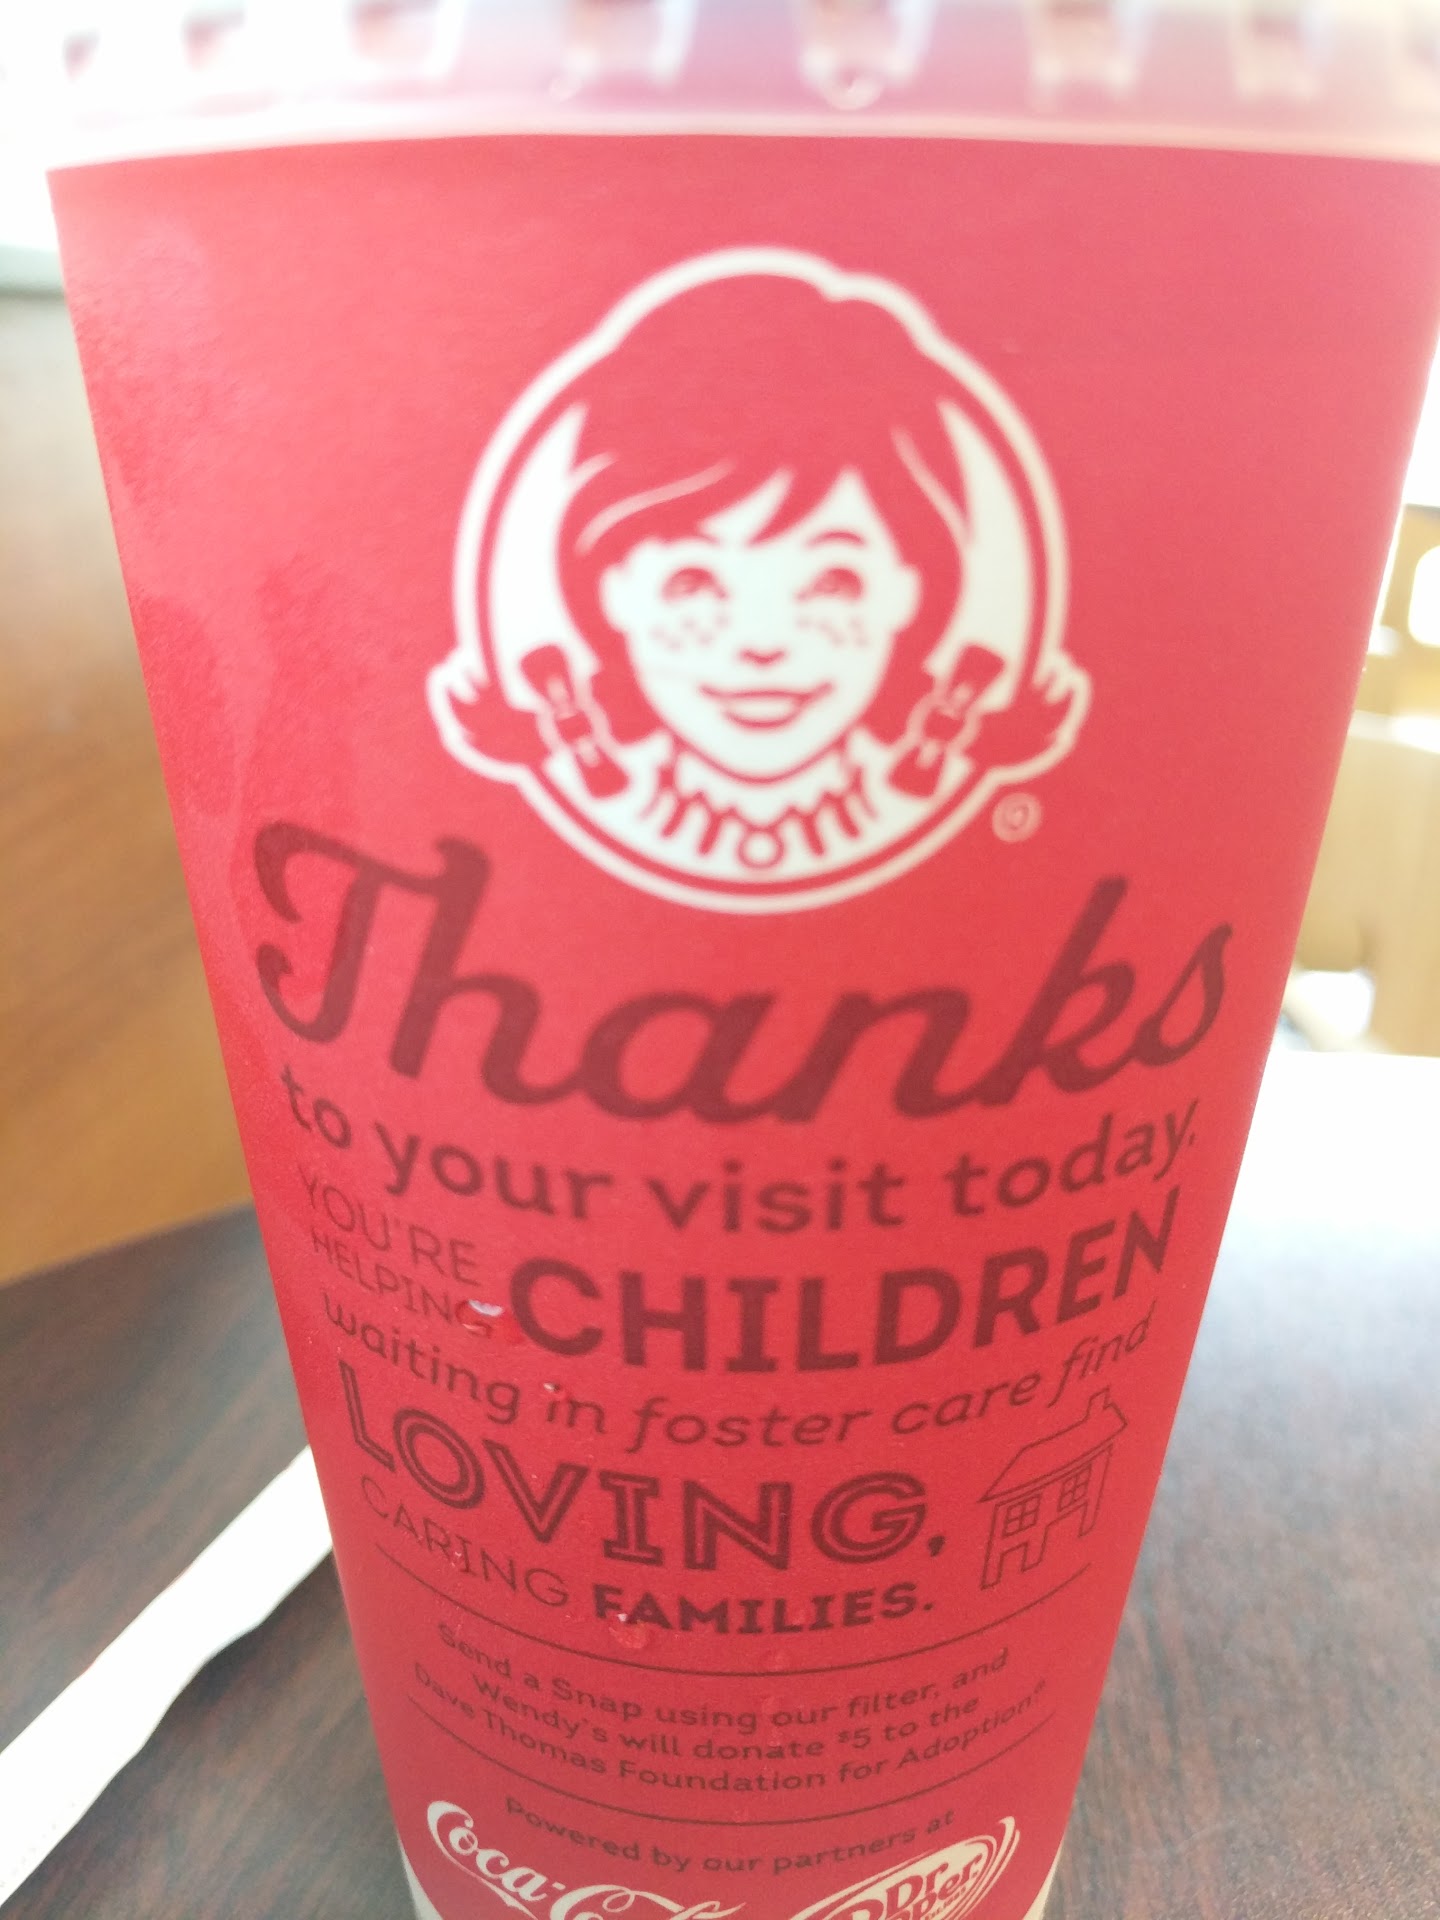 Thanks
to your visit today,
YOU'RE
HELPING CHILDREN
waiting in foster care find
LOVING,
CARING FAMILIES.
Send a Snap using our filter, and
Wendy's will donate $5 to the
Dave Thomas Foundation for Adoption®
Powered by our partners at
Coca-Cola Dr Pepper